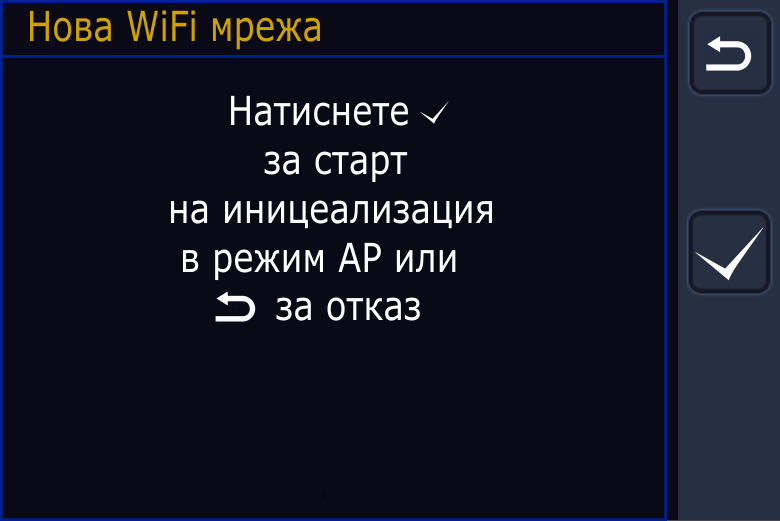 Нова WiFi мрежа
Натиснете ✓
за старт
на иницеализация
в режим AP или
⮌ за отказ